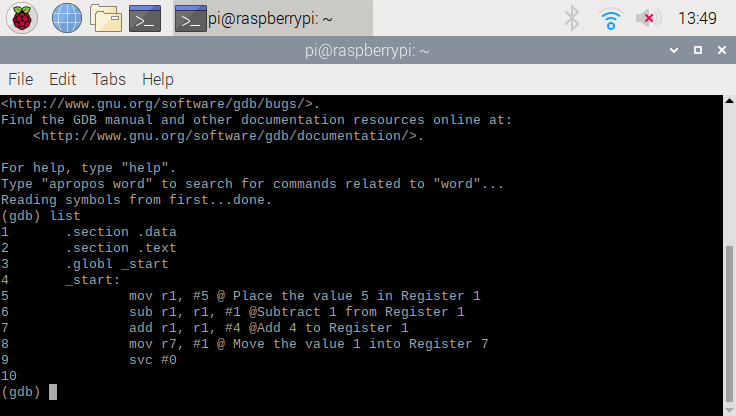 pi@raspberrypi: ~
13:49
pi@raspberrypi: ~
File Edit Tabs Help
<http://www.gnu.org/software/gdb/bugs/>.
Find the GDB manual and other documentation resources online at:
    <http://www.gnu.org/software/gdb/documentation/>.
For help, type "help".
Type "apropos word" to search for commands related to "word"...
Reading symbols from first...done.
(gdb) list
1       .section .data
2       .section .text
3       .globl _start
4       _start:
5               mov r1, #5 @ Place the value 5 in Register 1
6               sub r1, r1, #1 @Subtract 1 from Register 1
7               add r1, r1, #4 @Add 4 to Register 1
8               mov r7, #1 @ Move the value 1 into Register 7
9               svc #0
10
(gdb)